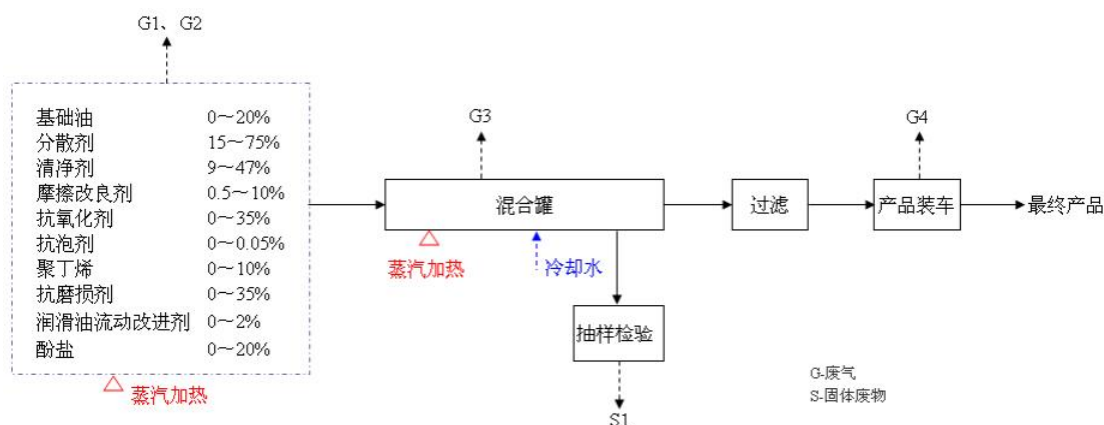 G1、G2
基础油 0～20%
分散剂 15～75%
清净剂 9～47%
摩擦改良剂 0.5～10%
抗氧化剂 0～35%
抗泡剂 0～0.05%
聚丁烯 0～10%
抗磨损剂 0～35%
润滑油流动改进剂 0～2%
酚盐 0～20%
蒸汽加热
G3
混合罐
蒸汽加热
冷却水
抽样检验
S1
过滤
G4
产品装车
最终产品
G-废气
S-固体废物